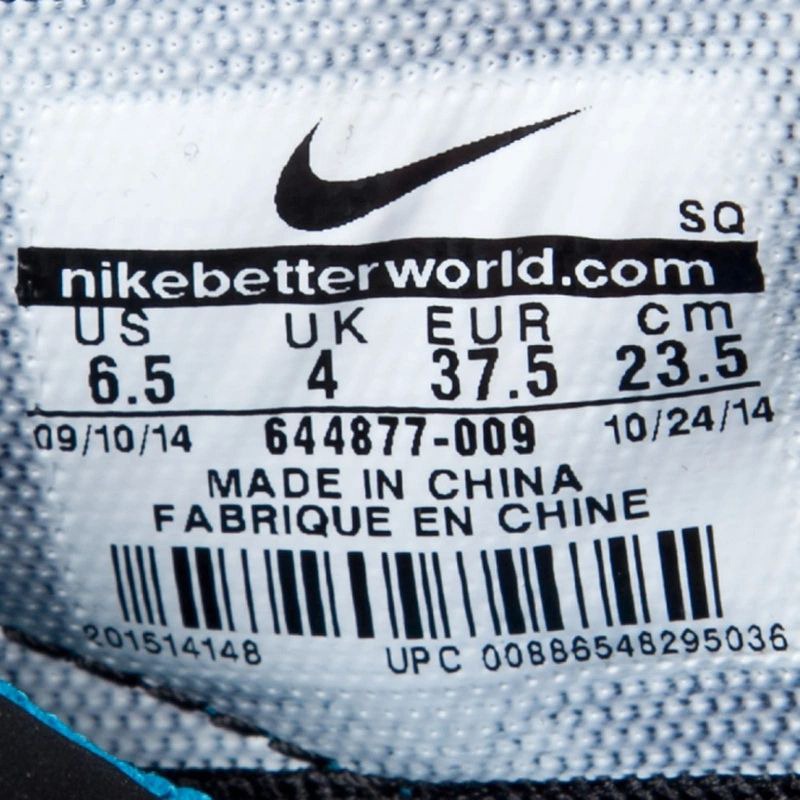 SQ
nikebetterworld.com
US UK EUR cm
6.5 4 37.5 23.5
09/10/14 644877-009 10/24/14
MADE IN CHINA
FABRIQUE EN CHINE
201514148 UPC 00886548295036